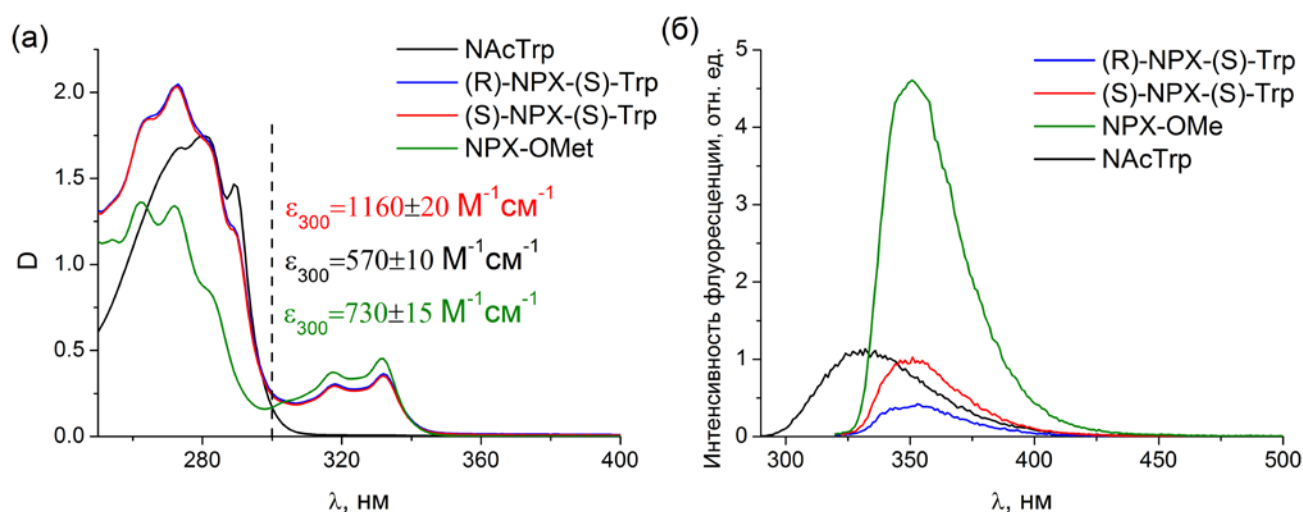 (а)
NAcTrp
(R)-NPX-(S)-Trp
(S)-NPX-(S)-Trp
NPX-OMet
ε₃₀₀=1160±20 М⁻¹см⁻¹
ε₃₀₀=570±10 М⁻¹см⁻¹
ε₃₀₀=730±15 М⁻¹см⁻¹
D
2.0
1.5
1.0
0.5
0.0
280
320
360
400
λ, нм
(б)
(R)-NPX-(S)-Trp
(S)-NPX-(S)-Trp
NPX-OMe
NAcTrp
Интенсивность флуоресценции, отн. ед.
5
4
3
2
1
0
300
350
400
450
500
λ, нм